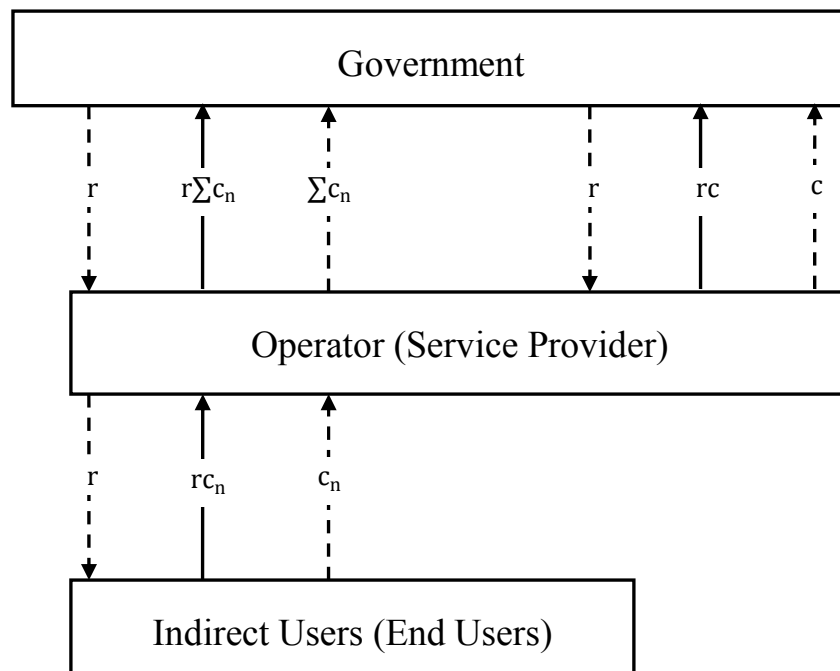 Government
r r∑cₙ ∑cₙ r rc c
Operator (Service Provider)
r rcₙ cₙ
Indirect Users (End Users)